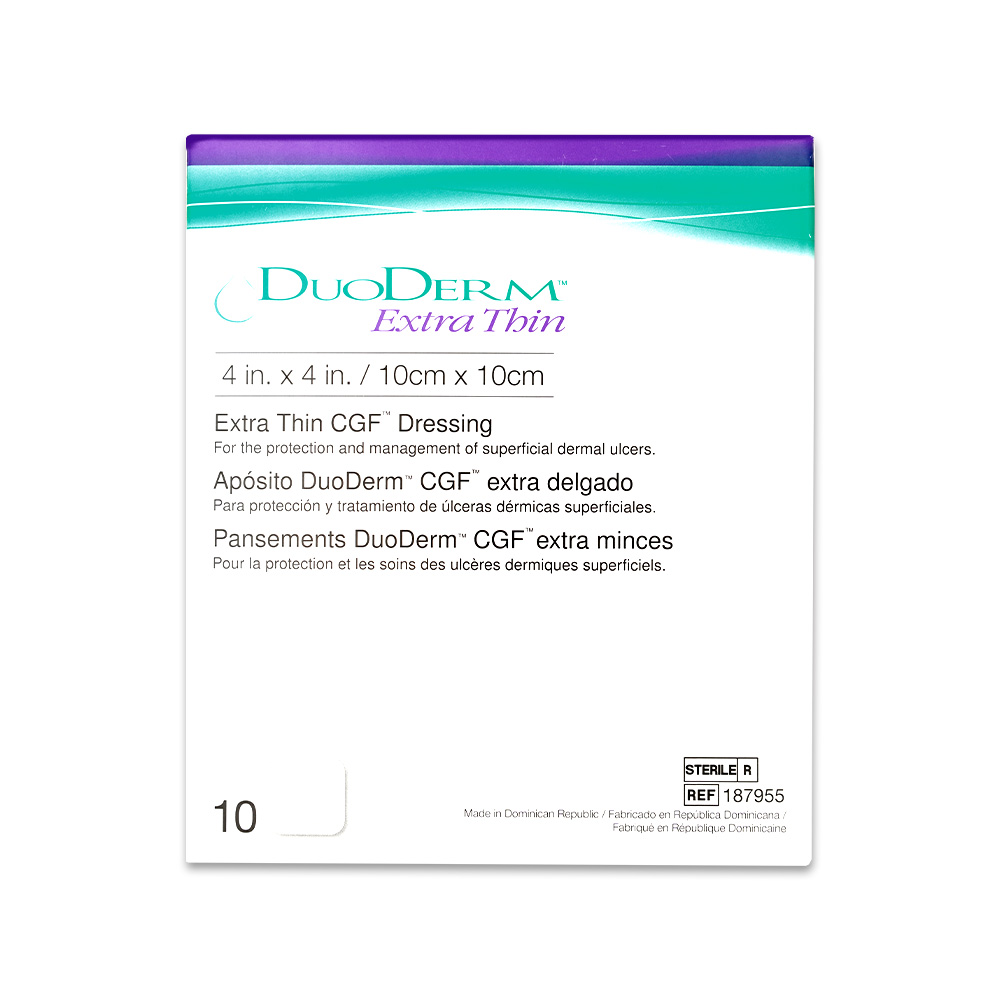 DUODERM™
Extra Thin
4 in. x 4 in. / 10cm x 10cm
Extra Thin CGF™ Dressing
For the protection and management of superficial dermal ulcers.
Apósito DuoDerm™ CGF™ extra delgado
Para protección y tratamiento de úlceras dérmicas superficiales.
Pansements DuoDerm™ CGF™ extra minces
Pour la protection et les soins des ulcères dermiques superficiels.
10
STERILE R
REF 187955
Made in Dominican Republic / Fabricado en República Dominicana /
Fabriqué en République Dominicaine